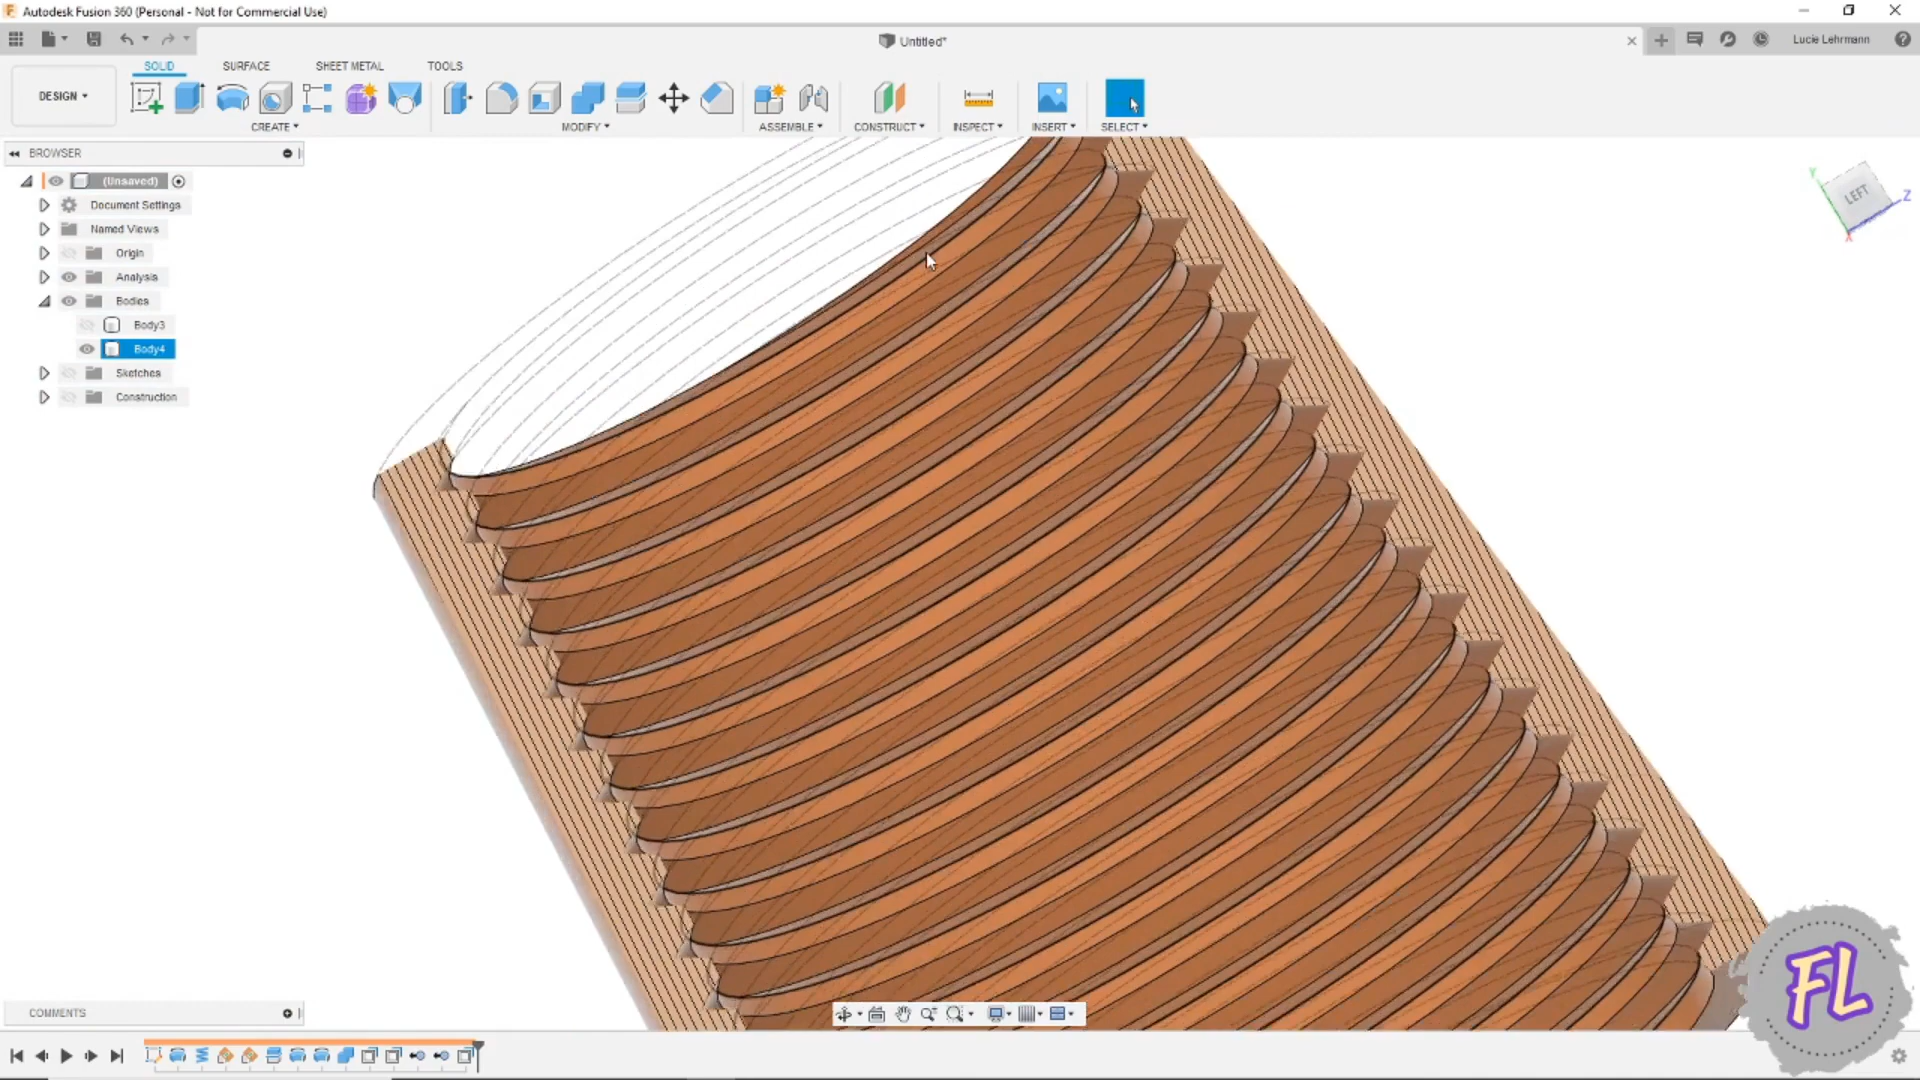 Autodesk Fusion 360 (Personal - Not for Commercial Use)
Untitled*
Lucie Lehrmann
DESIGN
SOLID
SURFACE
SHEET METAL
TOOLS
CREATE
MODIFY
ASSEMBLE
CONSTRUCT
INSPECT
INSERT
SELECT
BROWSER
(Unsaved)
Document Settings
Named Views
Origin
Analysis
Bodies
Body3
Body4
Sketches
Construction
Y
LEFT
Z
X
COMMENTS
FL